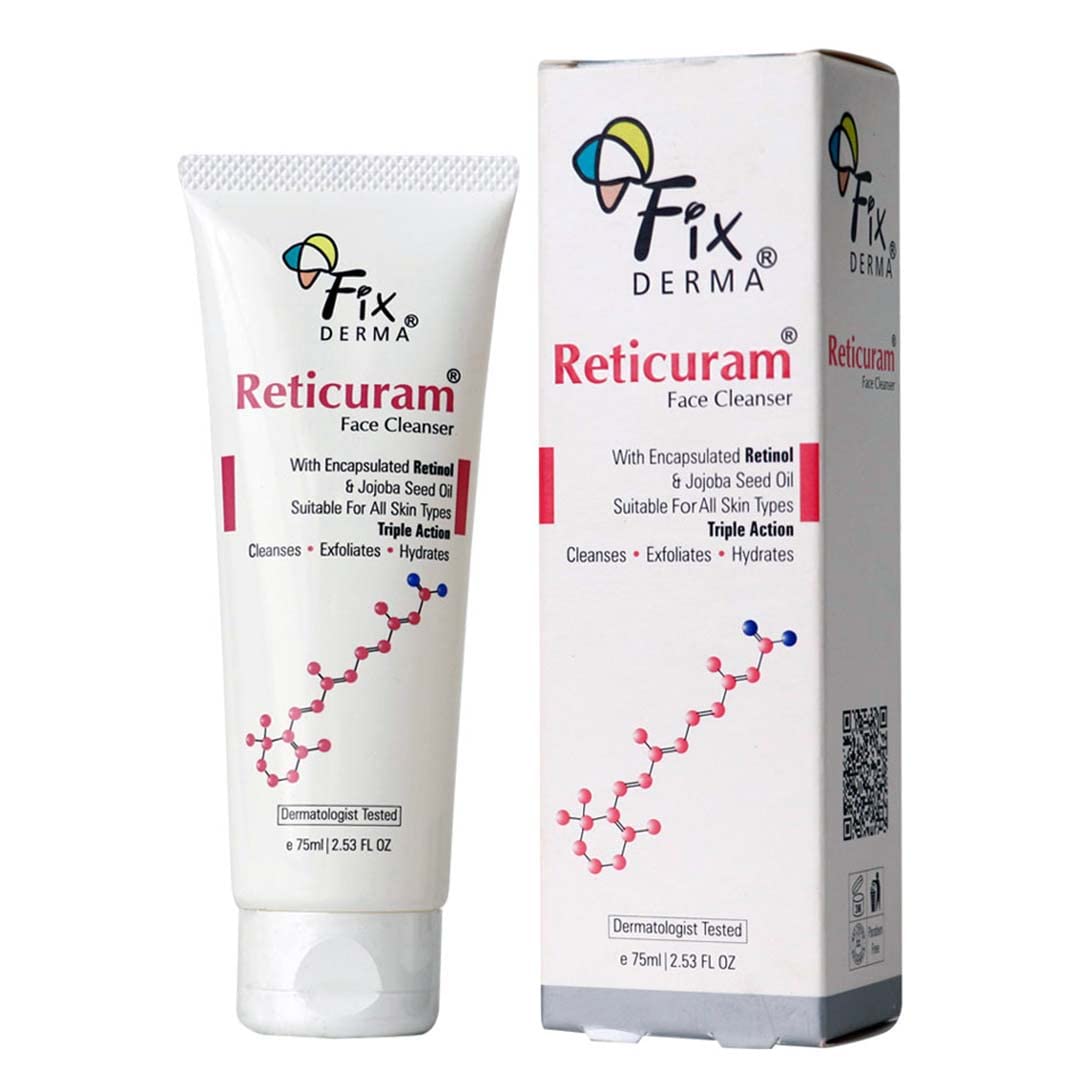 Fix
DERMA®
Reticuram®
Face Cleanser
With Encapsulated Retinol
& Jojoba Seed Oil
Suitable For All Skin Types
Triple Action
Cleanses • Exfoliates • Hydrates
Dermatologist Tested
e 75ml | 2.53 FL OZ
Fix
DERMA®
Reticuram®
Face Cleanser
With Encapsulated Retinol
& Jojoba Seed Oil
Suitable For All Skin Types
Triple Action
Cleanses • Exfoliates • Hydrates
Dermatologist Tested
e 75ml | 2.53 FL OZ
Fix
DERMA®
Reticuram®
Face Cleanser
Paraben
Free